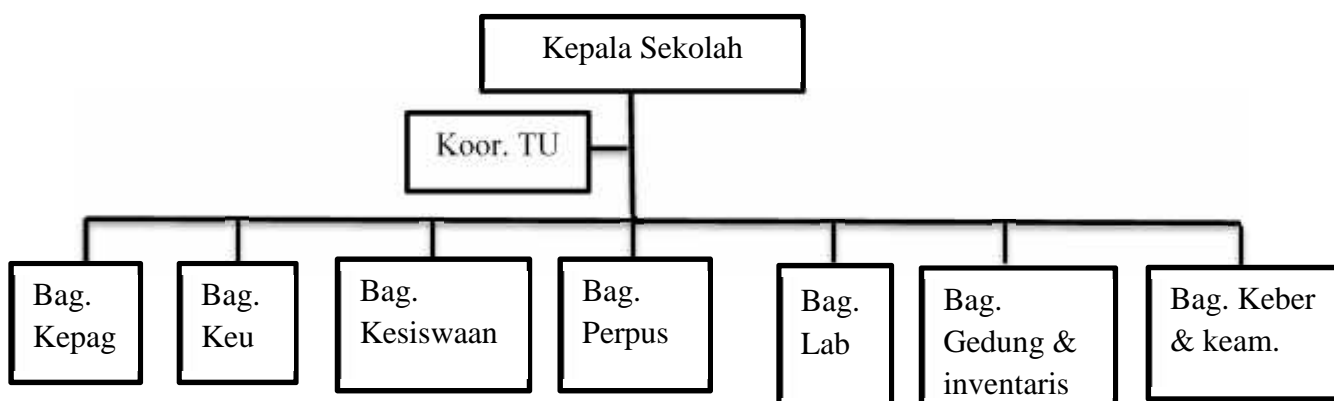 Kepala Sekolah
Koor. TU
Bag.
Kepag
Bag.
Keu
Bag.
Kesiswaan
Bag.
Perpus
Bag.
Lab
Bag.
Gedung &
inventaris
Bag. Keber
& keam.